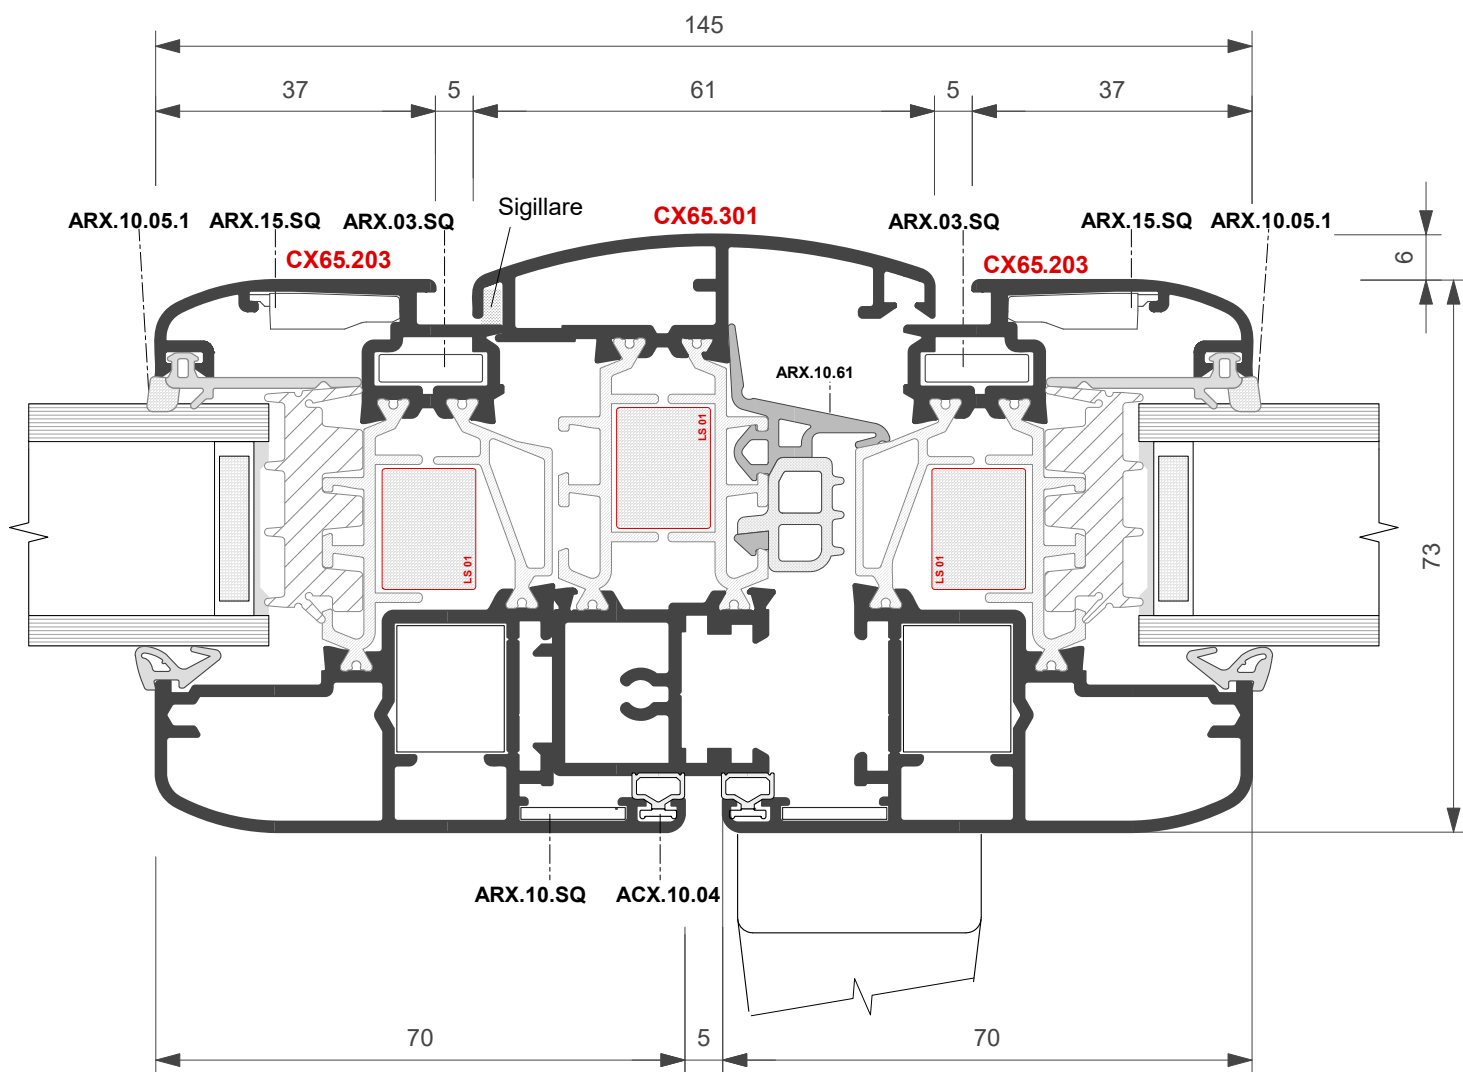 145
37 5 61 5 37
Sigillare
ARX.10.05.1 ARX.15.SQ ARX.03.SQ CX65.301 ARX.03.SQ ARX.15.SQ ARX.10.05.1
CX65.203 CX65.203
6
ARX.10.61
LS 01
LS 01
LS 01
73
ARX.10.SQ ACX.10.04
70 5 70